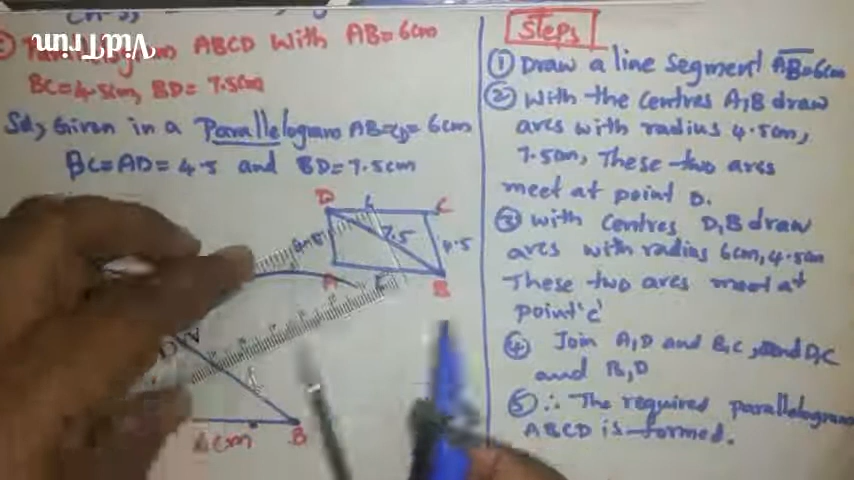 VidTrim
Parallelogram ABCD with AB=6cm
BC=4.5cm, BD= 7.5cm
Sol, Given in a Parallelogram AB=CD=6cm
BC=AD=4.5 and BD=7.5cm
D C
7.5 4.5
A B
B
6cm
Steps
① Draw a line segment AB=6cm
② With the centres A,B draw
arcs with radius 4.5cm,
7.5cm, These two arcs
meet at point D.
③ With centres D,B draw
arcs with radius 6cm, 4.5cm
These two arcs meet at
point 'c'
④ Join A,D and B,C, and D,C
and B,D
⑤ ∴ The required parallelogram
ABCD is formed.